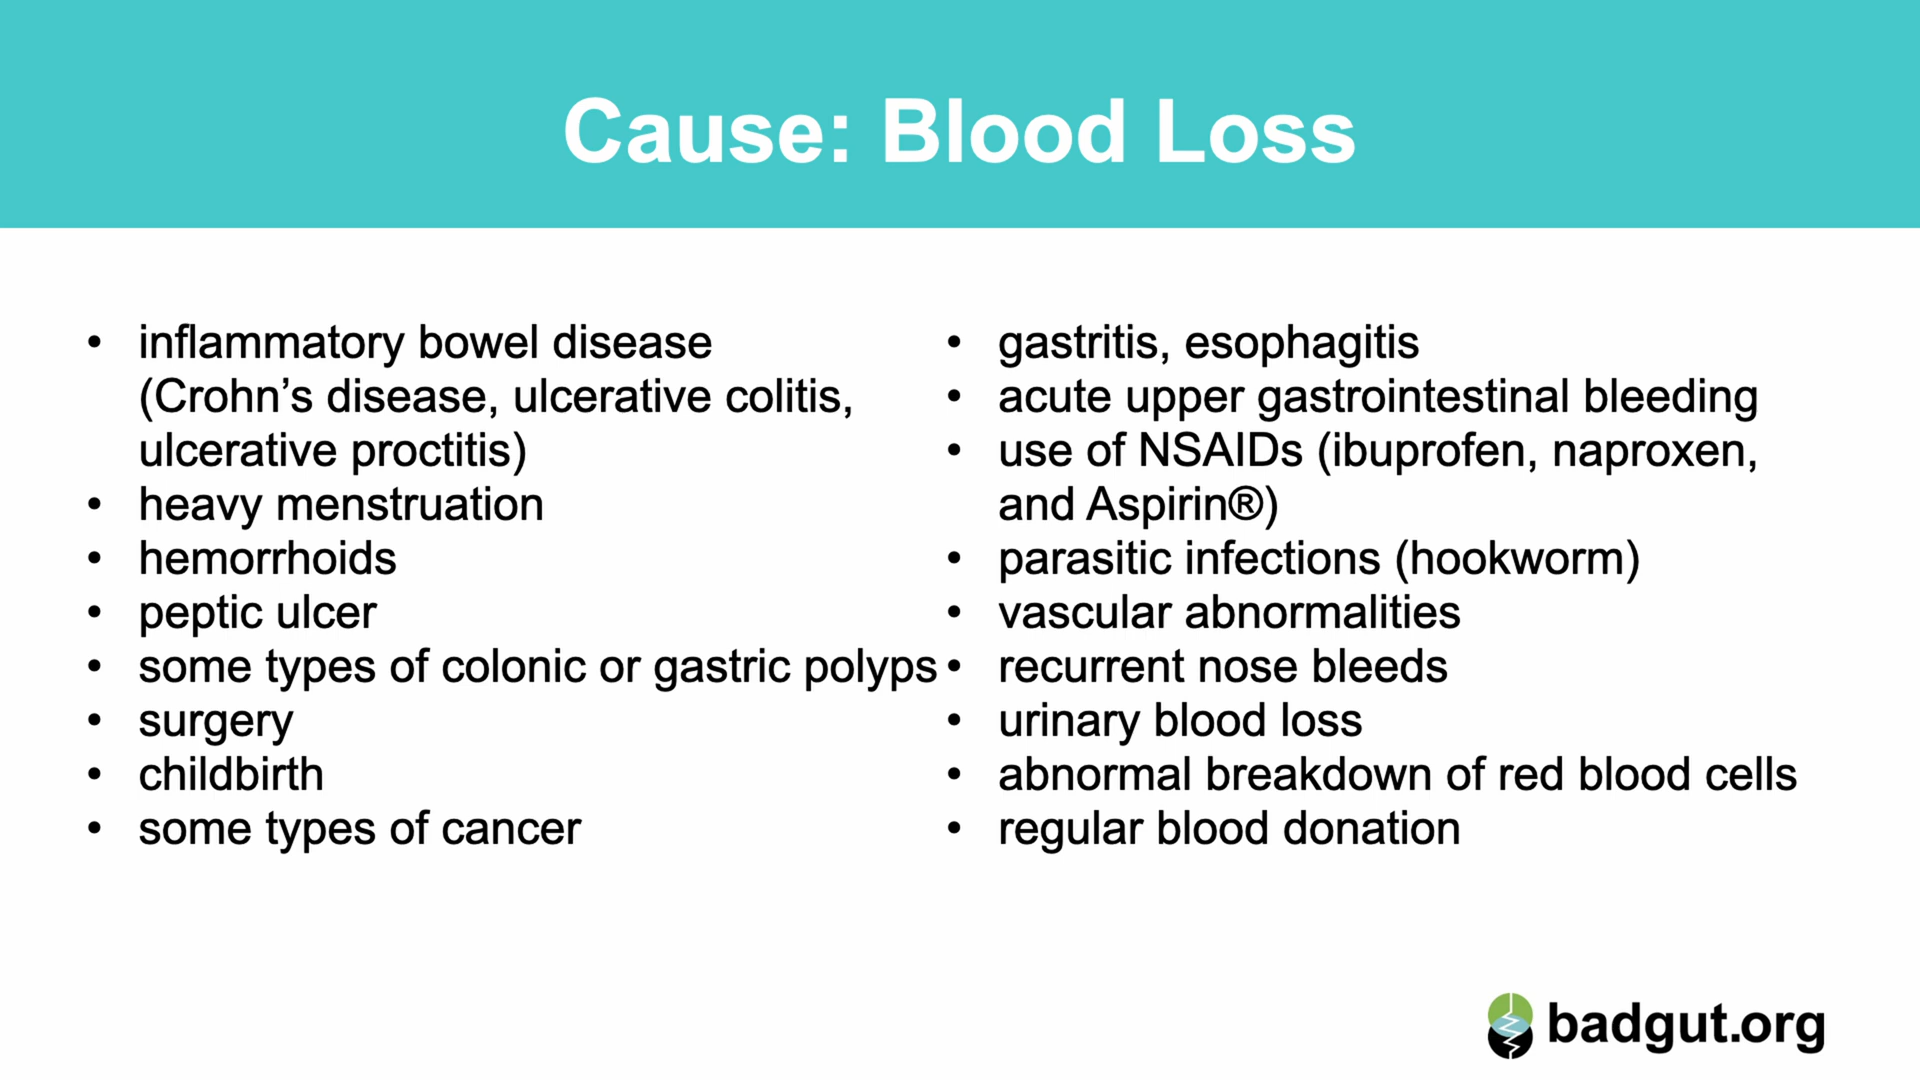 Cause: Blood Loss
• inflammatory bowel disease
(Crohn’s disease, ulcerative colitis,
ulcerative proctitis)
• heavy menstruation
• hemorrhoids
• peptic ulcer
• some types of colonic or gastric polyps
• surgery
• childbirth
• some types of cancer
• gastritis, esophagitis
• acute upper gastrointestinal bleeding
• use of NSAIDs (ibuprofen, naproxen,
and Aspirin®)
• parasitic infections (hookworm)
• vascular abnormalities
• recurrent nose bleeds
• urinary blood loss
• abnormal breakdown of red blood cells
• regular blood donation
badgut.org